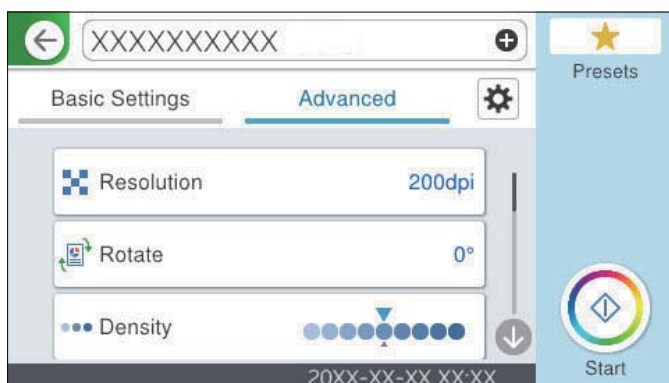 XXXXXXXXXX
Presets
Basic Settings
Advanced
Resolution 200dpi
Rotate 0°
Density
Start
20XX-XX-XX XX:XX